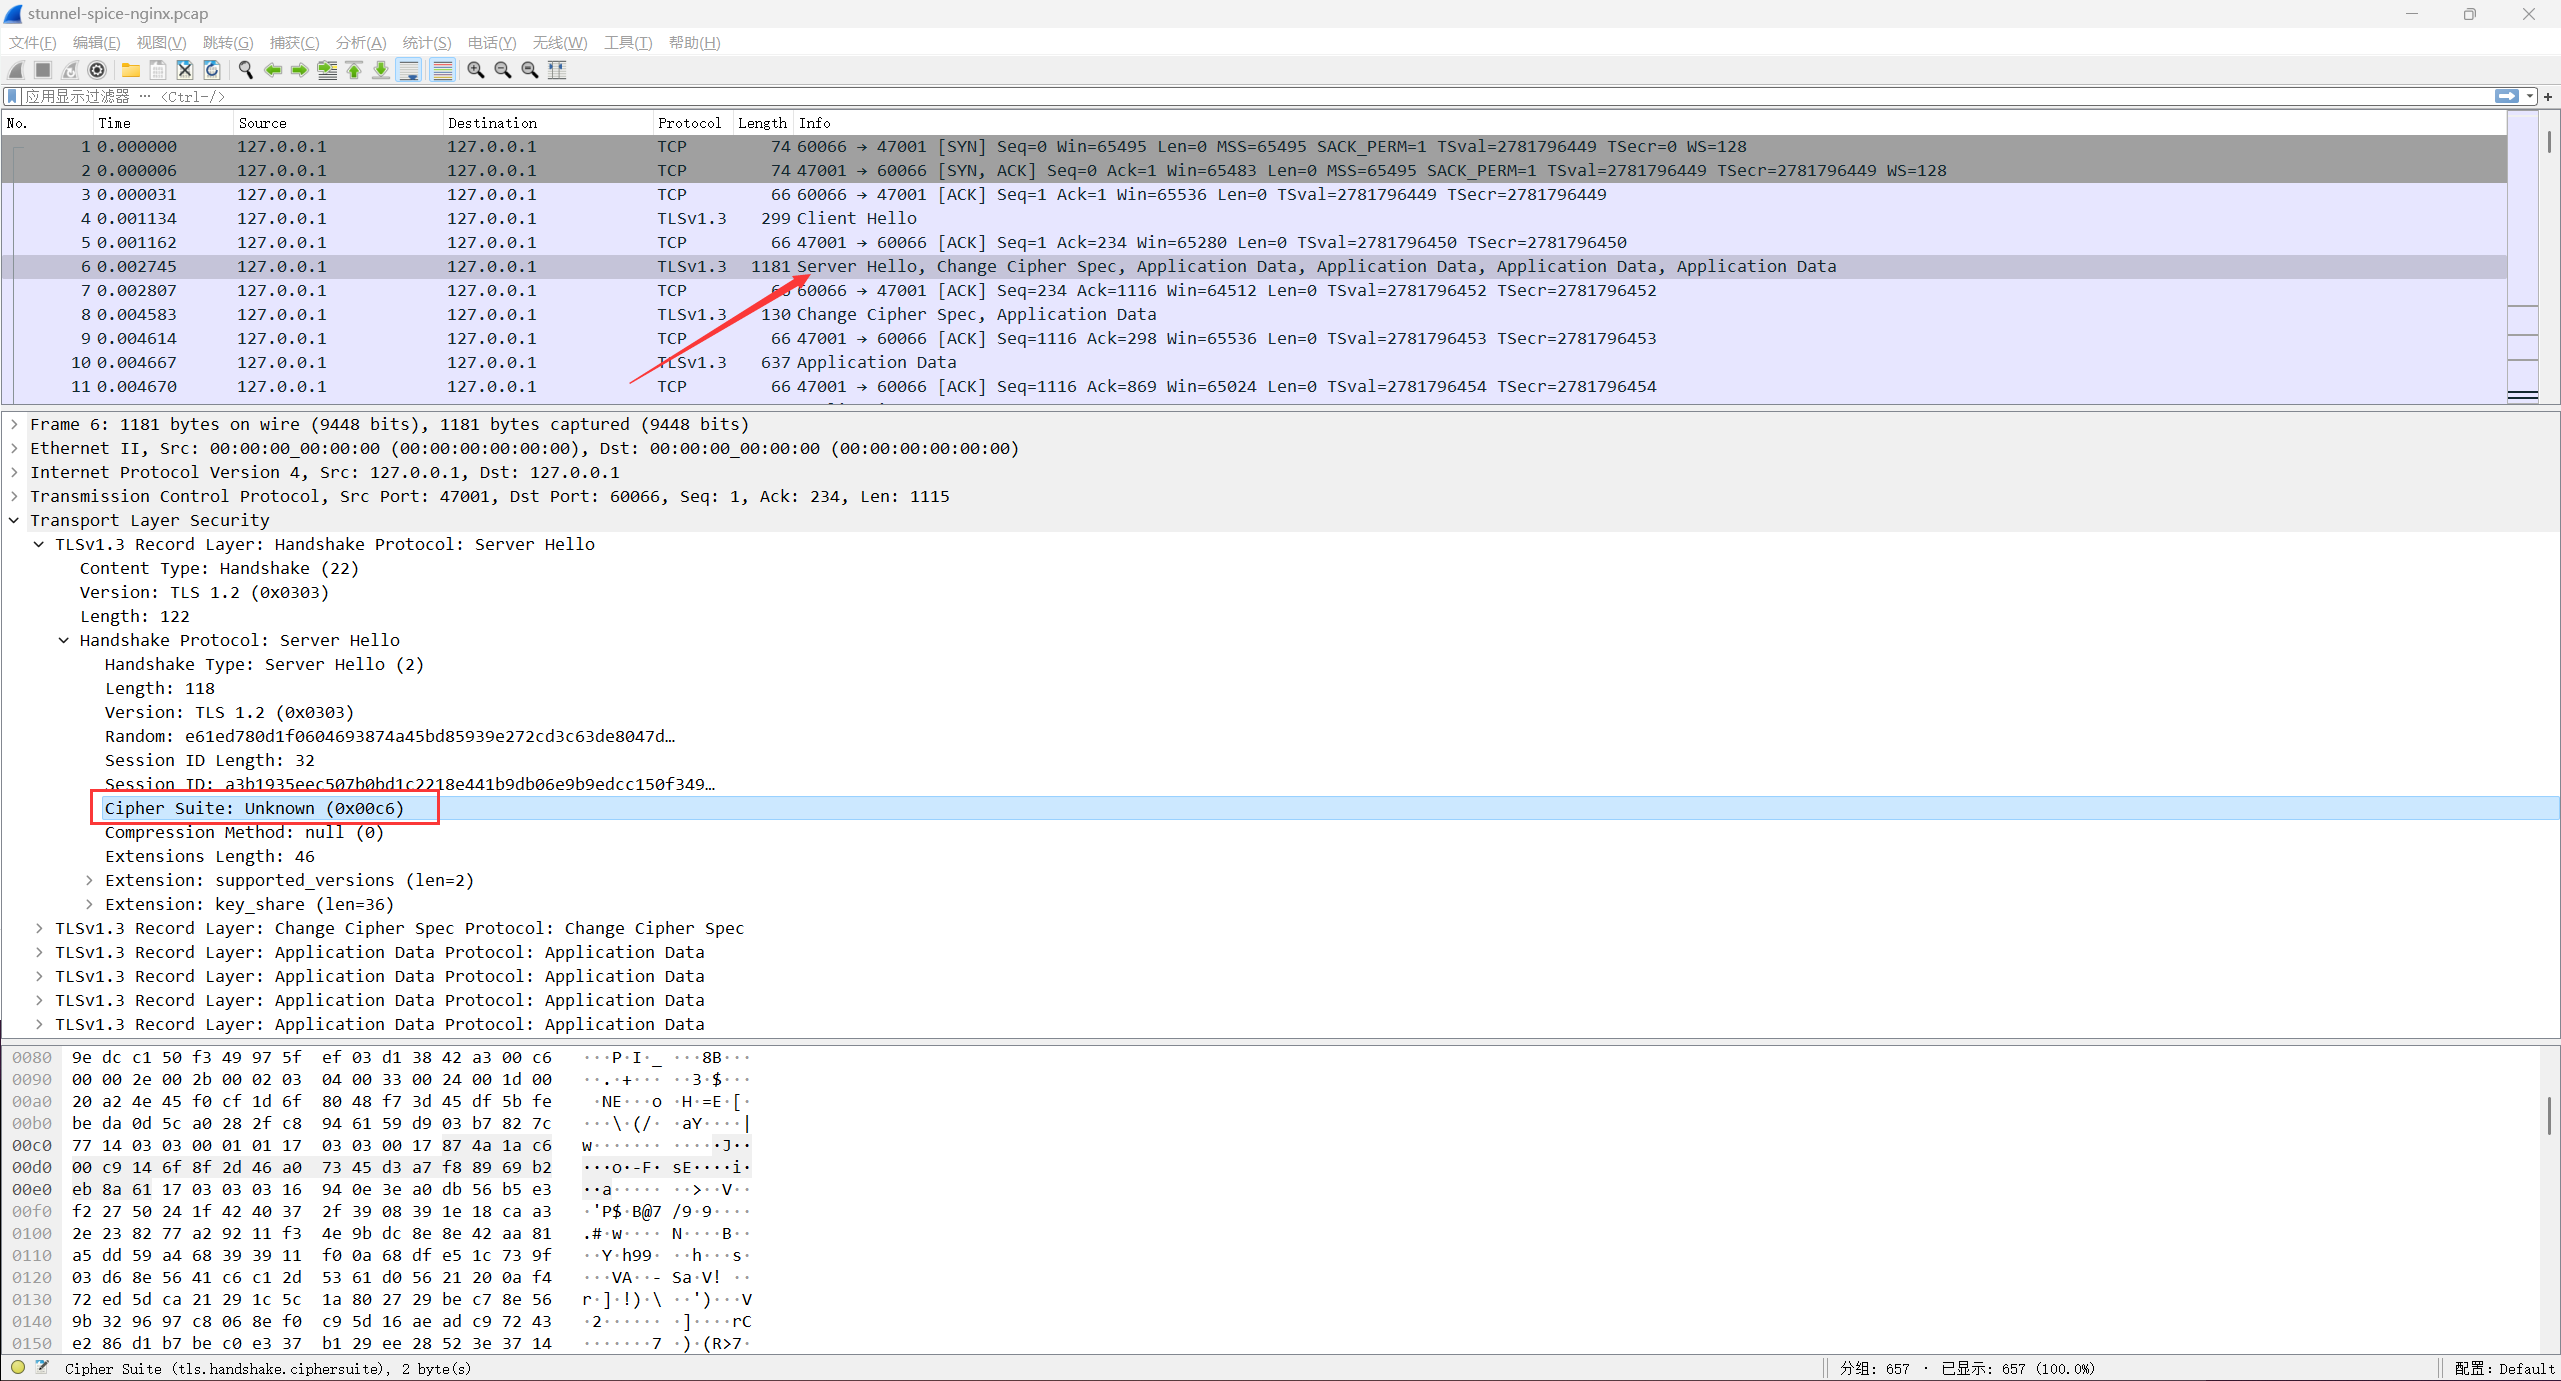 stunnel-spice-nginx.pcap
文件(F) 编辑(E) 视图(V) 跳转(G) 捕获(C) 分析(A) 统计(S) 电话(Y) 无线(W) 工具(T) 帮助(H)
应用显示过滤器 … <Ctrl-/>
No. Time Source Destination Protocol Length Info
1 0.000000 127.0.0.1 127.0.0.1 TCP 74 60066 → 47001 [SYN] Seq=0 Win=65495 Len=0 MSS=65495 SACK_PERM=1 TSval=2781796449 TSecr=0 WS=128
2 0.000006 127.0.0.1 127.0.0.1 TCP 74 47001 → 60066 [SYN, ACK] Seq=0 Ack=1 Win=65483 Len=0 MSS=65495 SACK_PERM=1 TSval=2781796449 TSecr=2781796449 WS=128
3 0.000031 127.0.0.1 127.0.0.1 TCP 66 60066 → 47001 [ACK] Seq=1 Ack=1 Win=65536 Len=0 TSval=2781796449 TSecr=2781796449
4 0.001134 127.0.0.1 127.0.0.1 TLSv1.3 299 Client Hello
5 0.001162 127.0.0.1 127.0.0.1 TCP 66 47001 → 60066 [ACK] Seq=1 Ack=234 Win=65280 Len=0 TSval=2781796450 TSecr=2781796450
6 0.002745 127.0.0.1 127.0.0.1 TLSv1.3 1181 Server Hello, Change Cipher Spec, Application Data, Application Data, Application Data, Application Data
7 0.002807 127.0.0.1 127.0.0.1 TCP 66 60066 → 47001 [ACK] Seq=234 Ack=1116 Win=64512 Len=0 TSval=2781796452 TSecr=2781796452
8 0.004583 127.0.0.1 127.0.0.1 TLSv1.3 130 Change Cipher Spec, Application Data
9 0.004614 127.0.0.1 127.0.0.1 TCP 66 47001 → 60066 [ACK] Seq=1116 Ack=298 Win=65536 Len=0 TSval=2781796453 TSecr=2781796453
10 0.004667 127.0.0.1 127.0.0.1 TLSv1.3 637 Application Data
11 0.004670 127.0.0.1 127.0.0.1 TCP 66 47001 → 60066 [ACK] Seq=1116 Ack=869 Win=65024 Len=0 TSval=2781796454 TSecr=2781796454
Frame 6: 1181 bytes on wire (9448 bits), 1181 bytes captured (9448 bits)
Ethernet II, Src: 00:00:00_00:00:00 (00:00:00:00:00:00), Dst: 00:00:00_00:00:00 (00:00:00:00:00:00)
Internet Protocol Version 4, Src: 127.0.0.1, Dst: 127.0.0.1
Transmission Control Protocol, Src Port: 47001, Dst Port: 60066, Seq: 1, Ack: 234, Len: 1115
Transport Layer Security
TLSv1.3 Record Layer: Handshake Protocol: Server Hello
Content Type: Handshake (22)
Version: TLS 1.2 (0x0303)
Length: 122
Handshake Protocol: Server Hello
Handshake Type: Server Hello (2)
Length: 118
Version: TLS 1.2 (0x0303)
Random: e61ed780d1f0604693874a45bd85939e272cd3c63de8047d…
Session ID Length: 32
Session ID: a3b1935eec507b0bd1c2218e441b9db06e9b9edcc150f349…
Cipher Suite: Unknown (0x00c6)
Compression Method: null (0)
Extensions Length: 46
Extension: supported_versions (len=2)
Extension: key_share (len=36)
TLSv1.3 Record Layer: Change Cipher Spec Protocol: Change Cipher Spec
TLSv1.3 Record Layer: Application Data Protocol: Application Data
TLSv1.3 Record Layer: Application Data Protocol: Application Data
TLSv1.3 Record Layer: Application Data Protocol: Application Data
TLSv1.3 Record Layer: Application Data Protocol: Application Data
0080 9e dc c1 50 f3 49 97 5f ef 03 d1 38 42 a3 00 c6 ···P·I·_ ···8B···
0090 00 00 2e 00 2b 00 02 03 04 00 33 00 24 00 1d 00 ··.·+··· ··3·$···
00a0 20 a2 4e 45 f0 cf 1d 6f 80 48 f7 3d 45 df 5b fe  ·NE···o ·H·=E·[·
00b0 be da 0d 5c a0 28 2f c8 94 61 59 d9 03 b7 82 7c ···\·(/· ·aY····|
00c0 77 14 03 03 00 01 01 17 03 03 00 17 87 4a 1a c6 w······· ·····J··
00d0 00 c9 14 6f 8f 2d 46 a0 73 45 d3 a7 f8 89 69 b2 ···o·-F· sE····i·
00e0 eb 8a 61 17 03 03 03 16 94 0e 3e a0 db 56 b5 e3 ··a····· ··>··V··
00f0 f2 27 50 24 1f 42 40 37 2f 39 08 39 1e 18 ca a3 ·'P$·B@7 /9·9····
0100 2e 23 82 77 a2 92 11 f3 4e 9b dc 8e 8e 42 aa 81 .#·w···· N····B··
0110 a5 dd 59 a4 68 39 39 11 f0 0a 68 df e5 1c 73 9f ··Y·h99· ··h···s·
0120 03 d6 8e 56 41 c6 c1 2d 53 61 d0 56 21 20 0a f4 ···VA··- Sa·V! ··
0130 72 ed 5d ca 21 29 1c 5c 1a 80 27 29 be c7 8e 56 r·]·!)·\ ··')···V
0140 9b 32 96 97 c8 06 8e f0 c9 5d 16 ae ad c9 72 43 ·2······ ·]····rC
0150 e2 86 d1 b7 be c0 e3 37 b1 29 ee 28 52 3e 37 14 ·······7 ·)·(R>7·
Cipher Suite (tls.handshake.ciphersuite), 2 byte(s) 分组: 657 · 已显示: 657 (100.0%) 配置: Default